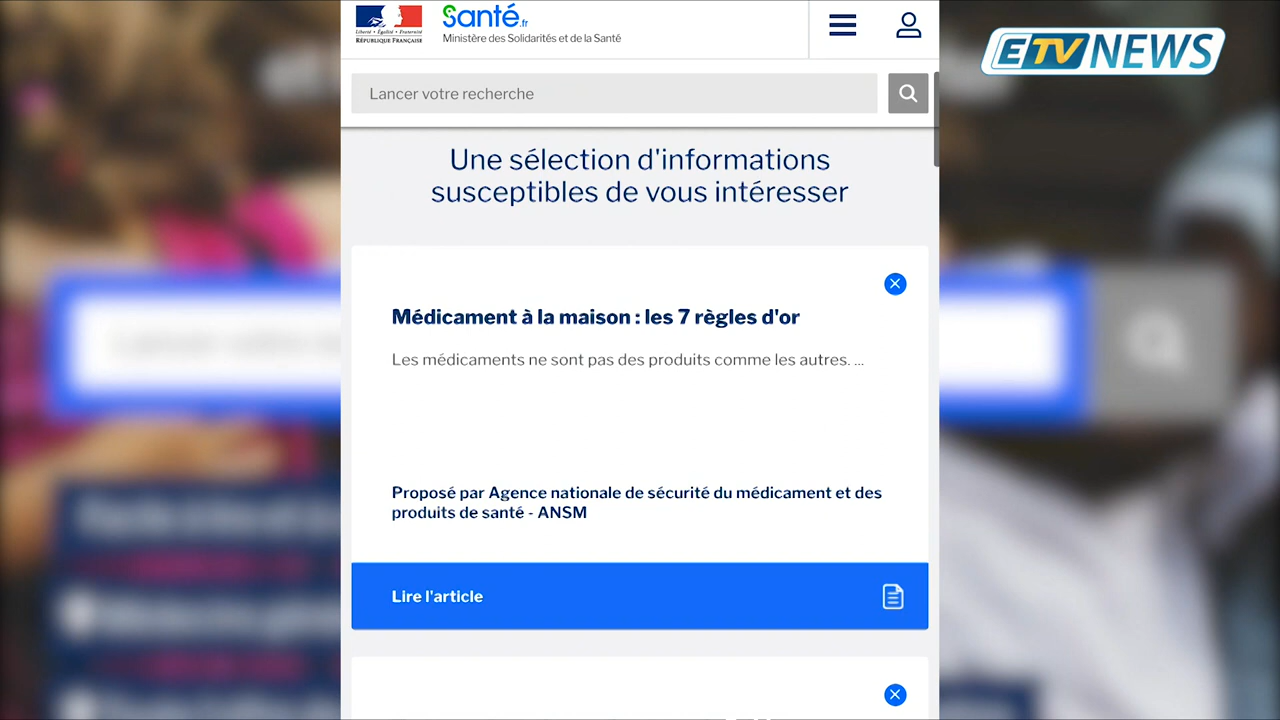 Santé.fr
Liberté • Égalité • Fraternité
RÉPUBLIQUE FRANÇAISE
Ministère des Solidarités et de la Santé
ETV NEWS
Lancer votre recherche
Une sélection d'informations
susceptibles de vous intéresser
Médicament à la maison : les 7 règles d'or
Les médicaments ne sont pas des produits comme les autres. ...
Proposé par Agence nationale de sécurité du médicament et des
produits de santé - ANSM
Lire l'article